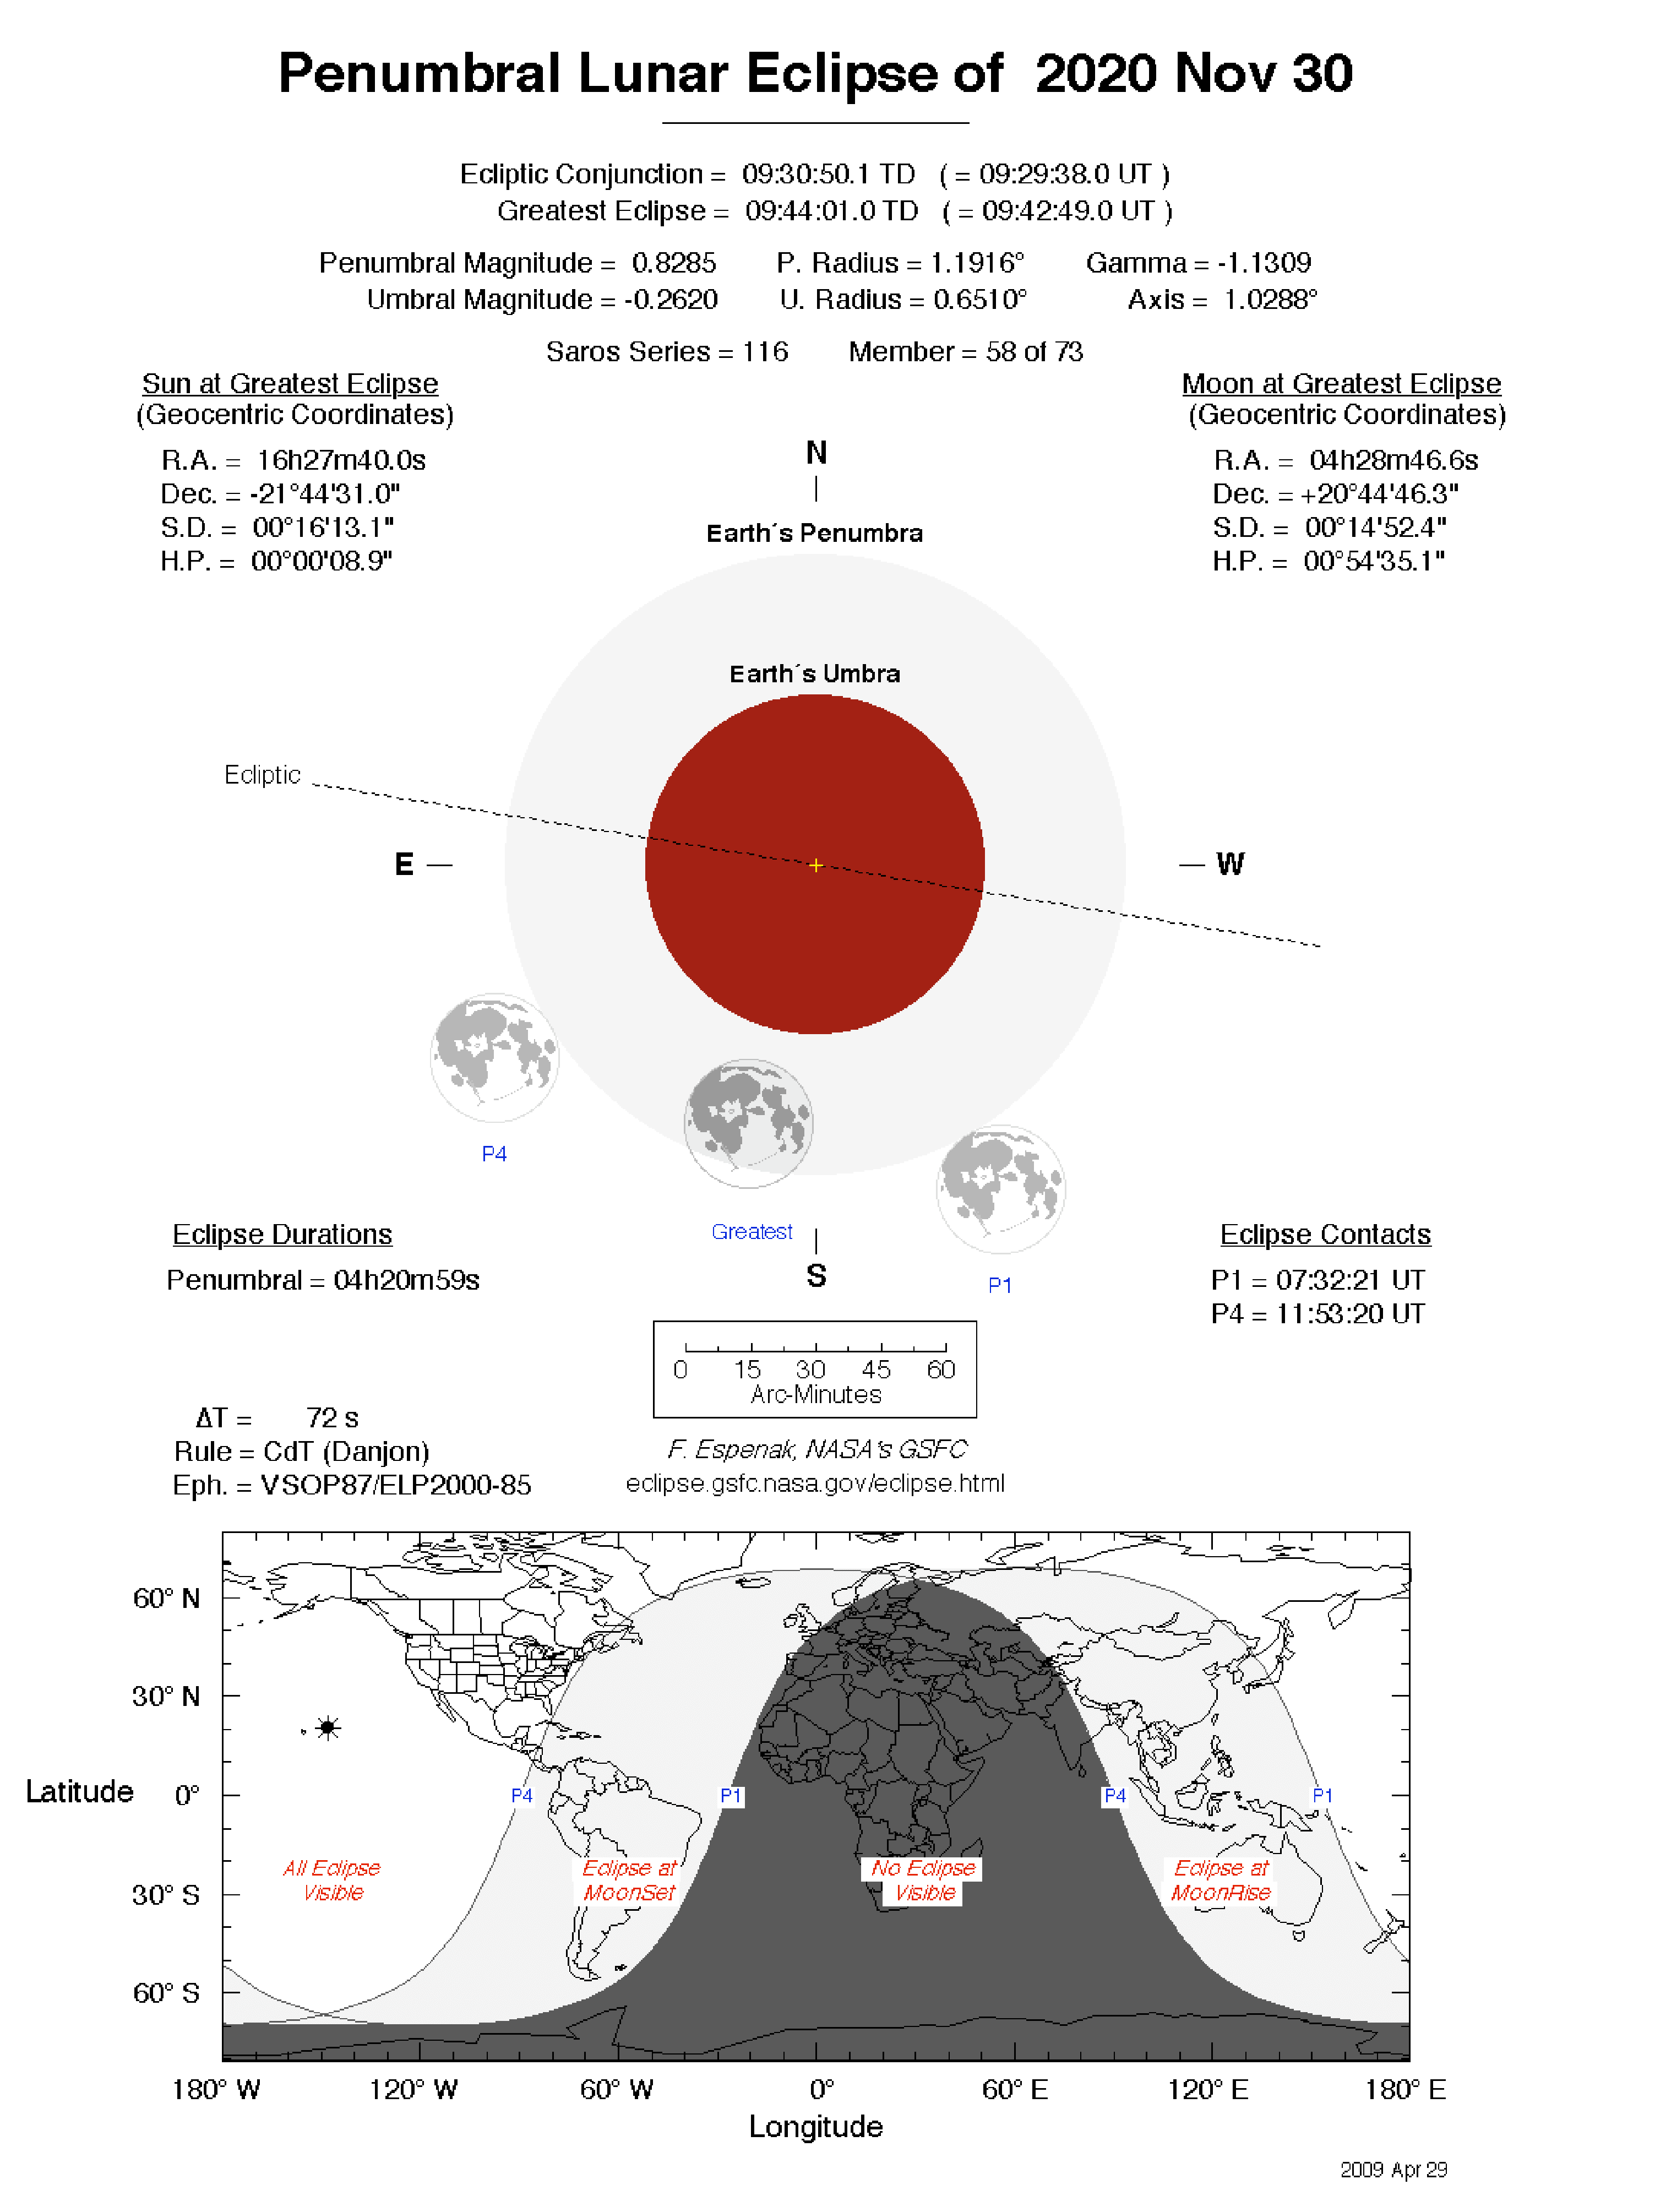 Penumbral Lunar Eclipse of 2020 Nov 30
Ecliptic Conjunction = 09:30:50.1 TD ( = 09:29:38.0 UT )
Greatest Eclipse = 09:44:01.0 TD ( = 09:42:49.0 UT )
Penumbral Magnitude = 0.8285 P. Radius = 1.1916° Gamma = -1.1309
Umbral Magnitude = -0.2620 U. Radius = 0.6510° Axis = 1.0288°
Saros Series = 116 Member = 58 of 73
Sun at Greatest Eclipse
(Geocentric Coordinates)
R.A. = 16h27m40.0s
Dec. = -21°44'31.0"
S.D. = 00°16'13.1"
H.P. = 00°00'08.9"
Moon at Greatest Eclipse
(Geocentric Coordinates)
R.A. = 04h28m46.6s
Dec. = +20°44'46.3"
S.D. = 00°14'52.4"
H.P. = 00°54'35.1"
N
Earth´s Penumbra
Earth´s Umbra
Ecliptic
E
W
P4
Greatest
P1
S
Eclipse Durations
Penumbral = 04h20m59s
Eclipse Contacts
P1 = 07:32:21 UT
P4 = 11:53:20 UT
0 15 30 45 60
Arc-Minutes
ΔT = 72 s
Rule = CdT (Danjon)
Eph. = VSOP87/ELP2000-85
F. Espenak, NASA's GSFC
eclipse.gsfc.nasa.gov/eclipse.html
60° N
30° N
Latitude 0°
30° S
60° S
P4 P1 P4 P1
All Eclipse
Visible
Eclipse at
MoonSet
No Eclipse
Visible
Eclipse at
MoonRise
180° W 120° W 60° W 0° 60° E 120° E 180° E
Longitude
2009 Apr 29